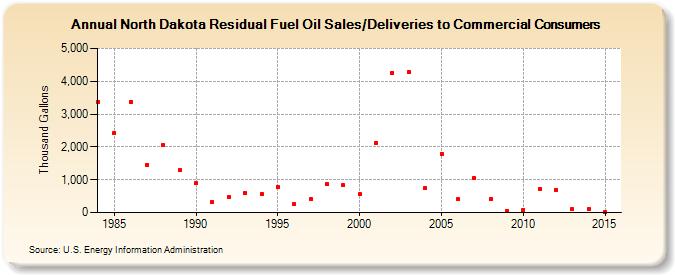 Annual North Dakota Residual Fuel Oil Sales/Deliveries to Commercial Consumers
Thousand Gallons
5,000
4,000
3,000
2,000
1,000
0
1985 1990 1995 2000 2005 2010 2015
Source: U.S. Energy Information Administration